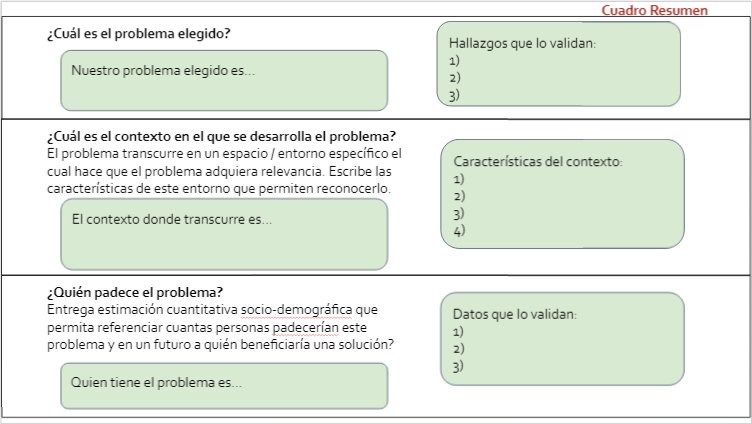 Cuadro Resumen
¿Cuál es el problema elegido?
Nuestro problema elegido es...
Hallazgos que lo validan:
1)
2)
3)
¿Cuál es el contexto en el que se desarrolla el problema?
El problema transcurre en un espacio / entorno específico el
cual hace que el problema adquiera relevancia. Escribe las
características de este entorno que permiten reconocerlo.
El contexto donde transcurre es...
Características del contexto:
1)
2)
3)
4)
¿Quién padece el problema?
Entrega estimación cuantitativa socio-demográfica que
permita referenciar cuantas personas padecerían este
problema y en un futuro a quién beneficiaría una solución?
Quien tiene el problema es...
Datos que lo validan:
1)
2)
3)